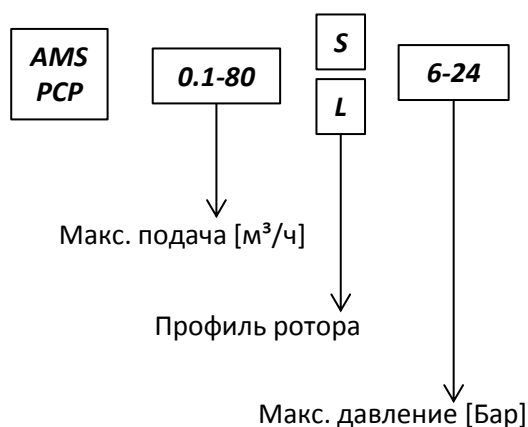 AMS
PCP
0.1-80
S
L
6-24
Макс. подача [м³/ч]
Профиль ротора
Макс. давление [Бар]